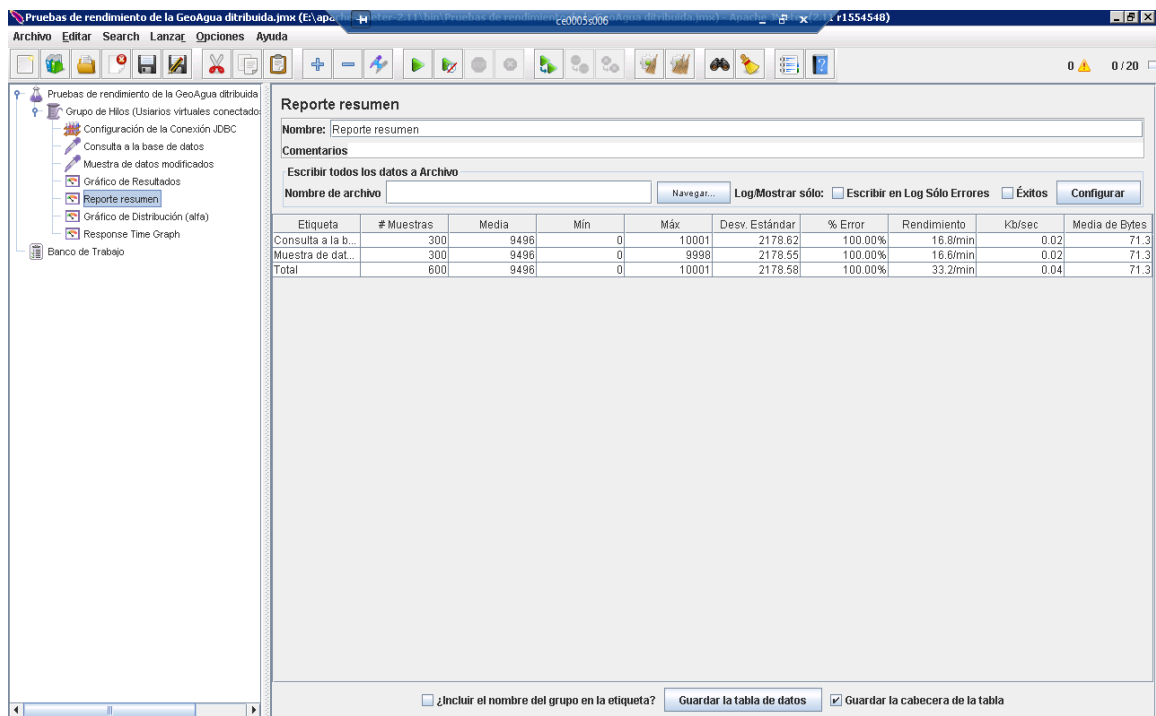 Pruebas de rendimiento de la GeoAgua ditribuida.jmx (E:\apache-jmeter-2.11\bin\Pruebas de rendimiento de la GeoAgua ditribuida.jmx) - Apache JMeter (2.11 r1554548)
ce0005s006
Archivo Editar Search Lanzar Opciones Ayuda
0 0 / 20
Pruebas de rendimiento de la GeoAgua ditribuida
Grupo de Hilos (Usiarios virtuales conectado
Configuración de la Conexión JDBC
Consulta a la base de datos
Muestra de datos modificados
Gráfico de Resultados
Reporte resumen
Gráfico de Distribución (alfa)
Response Time Graph
Banco de Trabajo
Reporte resumen
Nombre: Reporte resumen
Comentarios
Escribir todos los datos a Archivo
Nombre de archivo Navegar... Log/Mostrar sólo: Escribir en Log Sólo Errores Éxitos Configurar
Etiqueta # Muestras Media Mín Máx Desv. Estándar % Error Rendimiento Kb/sec Media de Bytes
Consulta a la b... 300 9496 0 10001 2178.62 100.00% 16.8/min 0.02 71.3
Muestra de dat... 300 9496 0 9998 2178.55 100.00% 16.6/min 0.02 71.3
Total 600 9496 0 10001 2178.58 100.00% 33.2/min 0.04 71.3
¿Incluir el nombre del grupo en la etiqueta? Guardar la tabla de datos Guardar la cabecera de la tabla